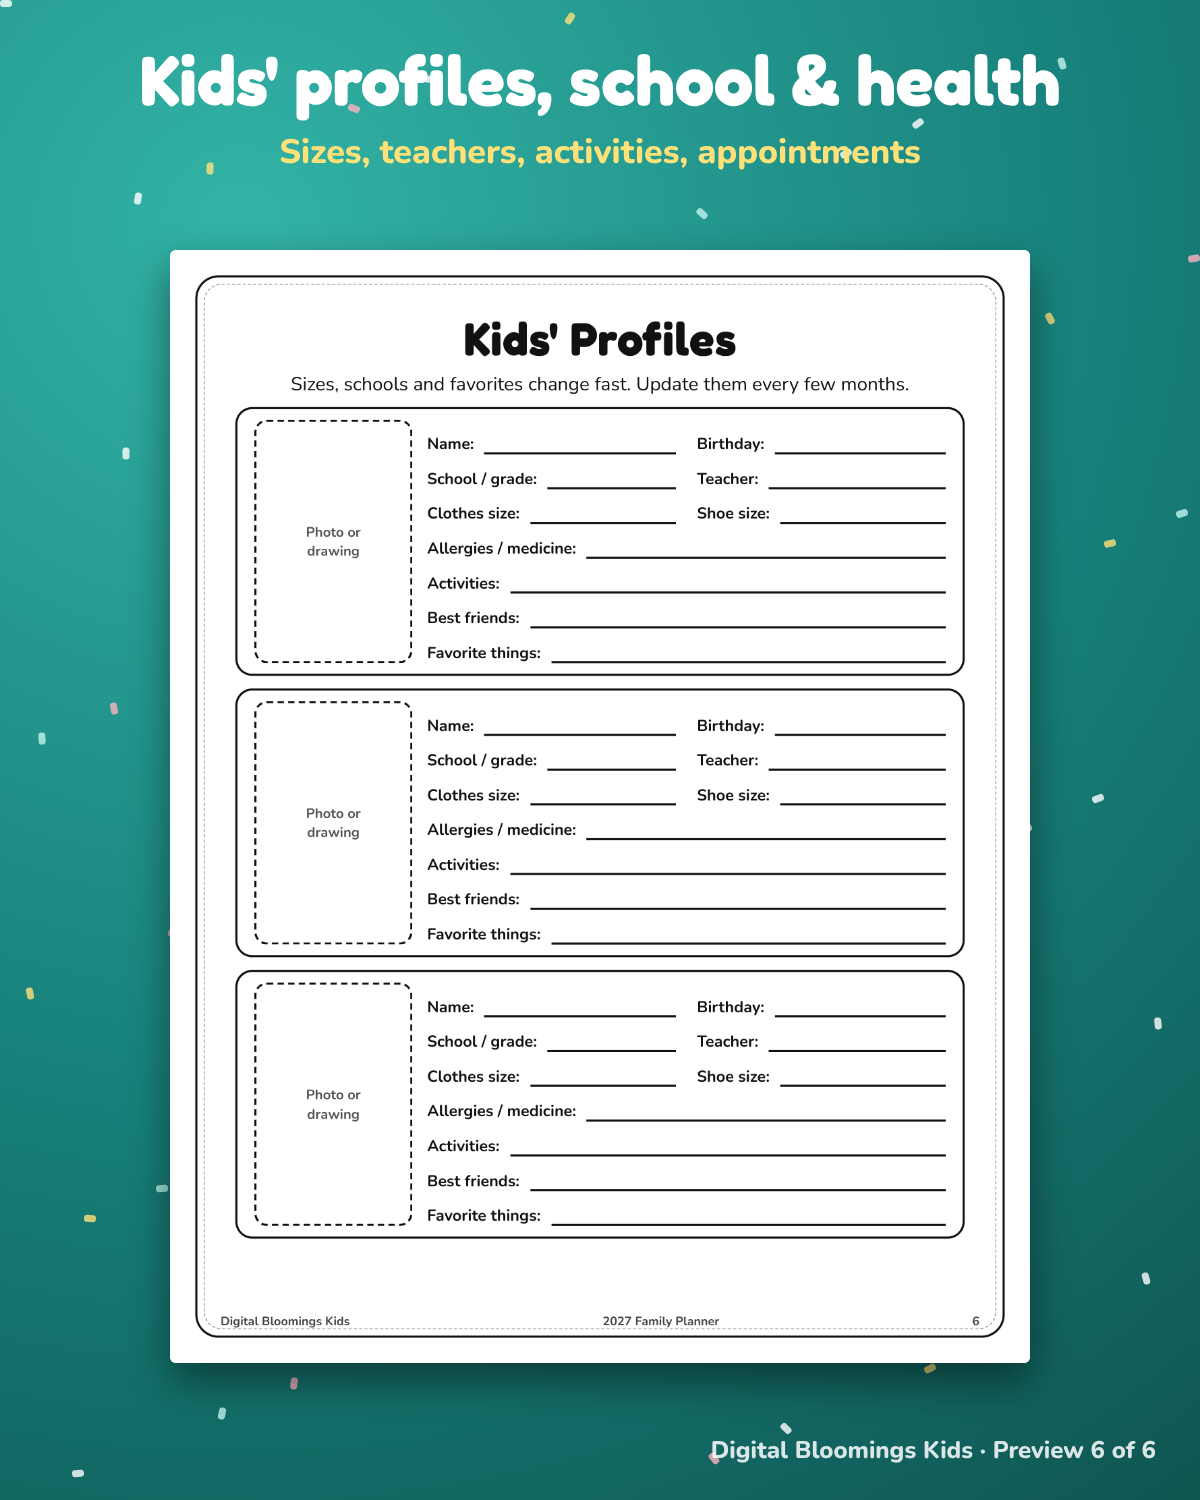 Kids' profiles, school & health
Sizes, teachers, activities, appointments
Kids' Profiles
Sizes, schools and favorites change fast. Update them every few months.
Photo or
drawing
Name:
Birthday:
School / grade:
Teacher:
Clothes size:
Shoe size:
Allergies / medicine:
Activities:
Best friends:
Favorite things:
Photo or
drawing
Name:
Birthday:
School / grade:
Teacher:
Clothes size:
Shoe size:
Allergies / medicine:
Activities:
Best friends:
Favorite things:
Photo or
drawing
Name:
Birthday:
School / grade:
Teacher:
Clothes size:
Shoe size:
Allergies / medicine:
Activities:
Best friends:
Favorite things:
Digital Bloomings Kids
2027 Family Planner
6
Digital Bloomings Kids · Preview 6 of 6